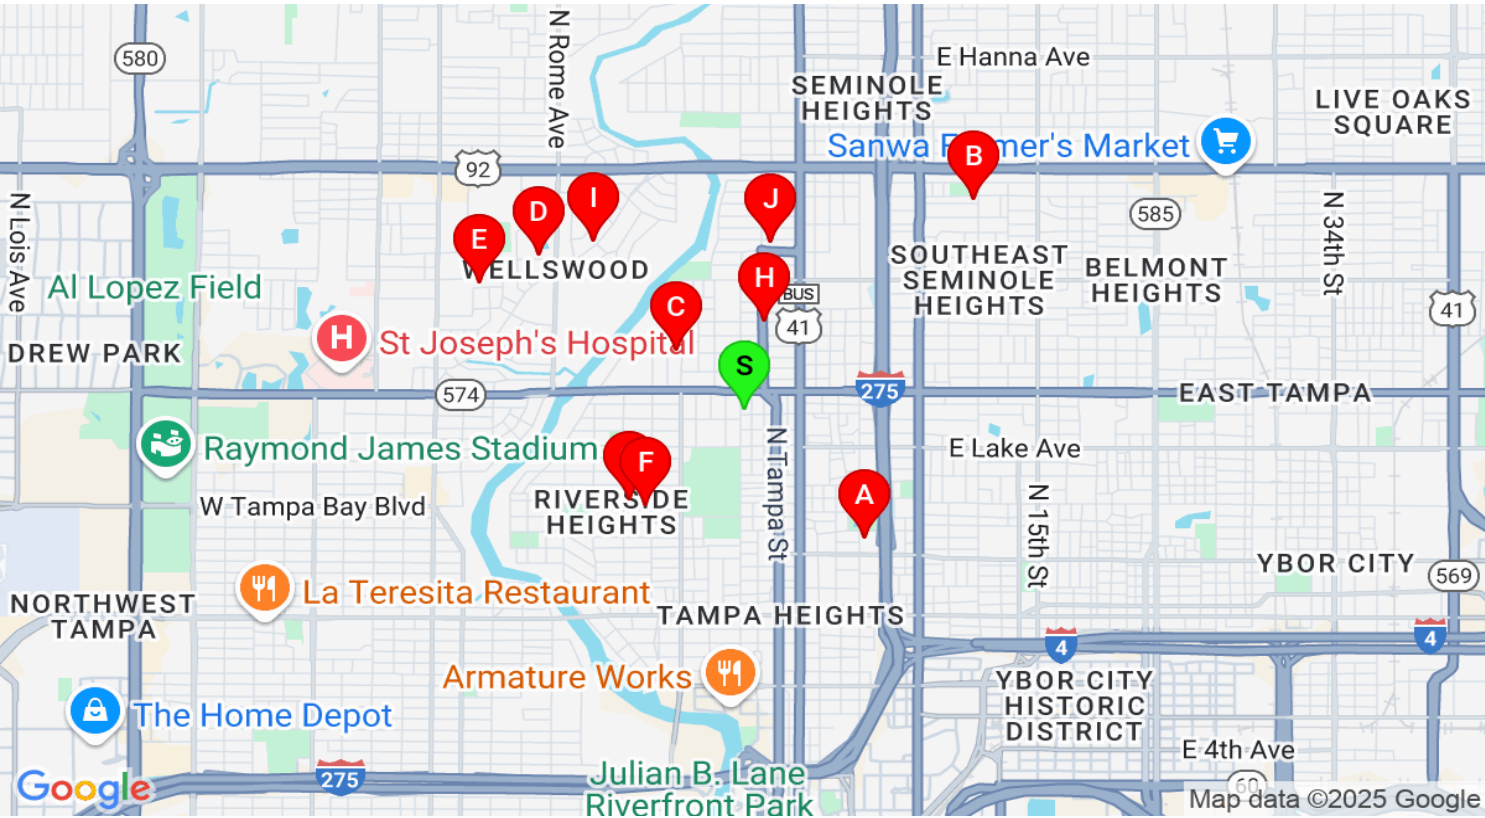 N Rome Ave
E Hanna Ave
580
SEMINOLE
HEIGHTS
LIVE OAKS
SQUARE
Sanwa F mer's Market
B
92
N Lois Ave
I
D
J
585
N 34th St
E
WELLSWOOD
SOUTHEAST
SEMINOLE
HEIGHTS
BELMONT
HEIGHTS
Al Lopez Field
H
BUS
41
41
C
H
St Joseph's Hospital
DREW PARK
S
574
275
EAST TAMPA
Raymond James Stadium
E Lake Ave
F
N Tampa St
A
W Tampa Bay Blvd
RIVERSIDE
HEIGHTS
N 15th St
YBOR CITY
569
La Teresita Restaurant
NORTHWEST
TAMPA
TAMPA HEIGHTS
4
4
Armature Works
YBOR CITY
HISTORIC
DISTRICT
The Home Depot
E 4th Ave
275
Julian B. Lane
Riverfront Park
Google
60
Map data ©2025 Google